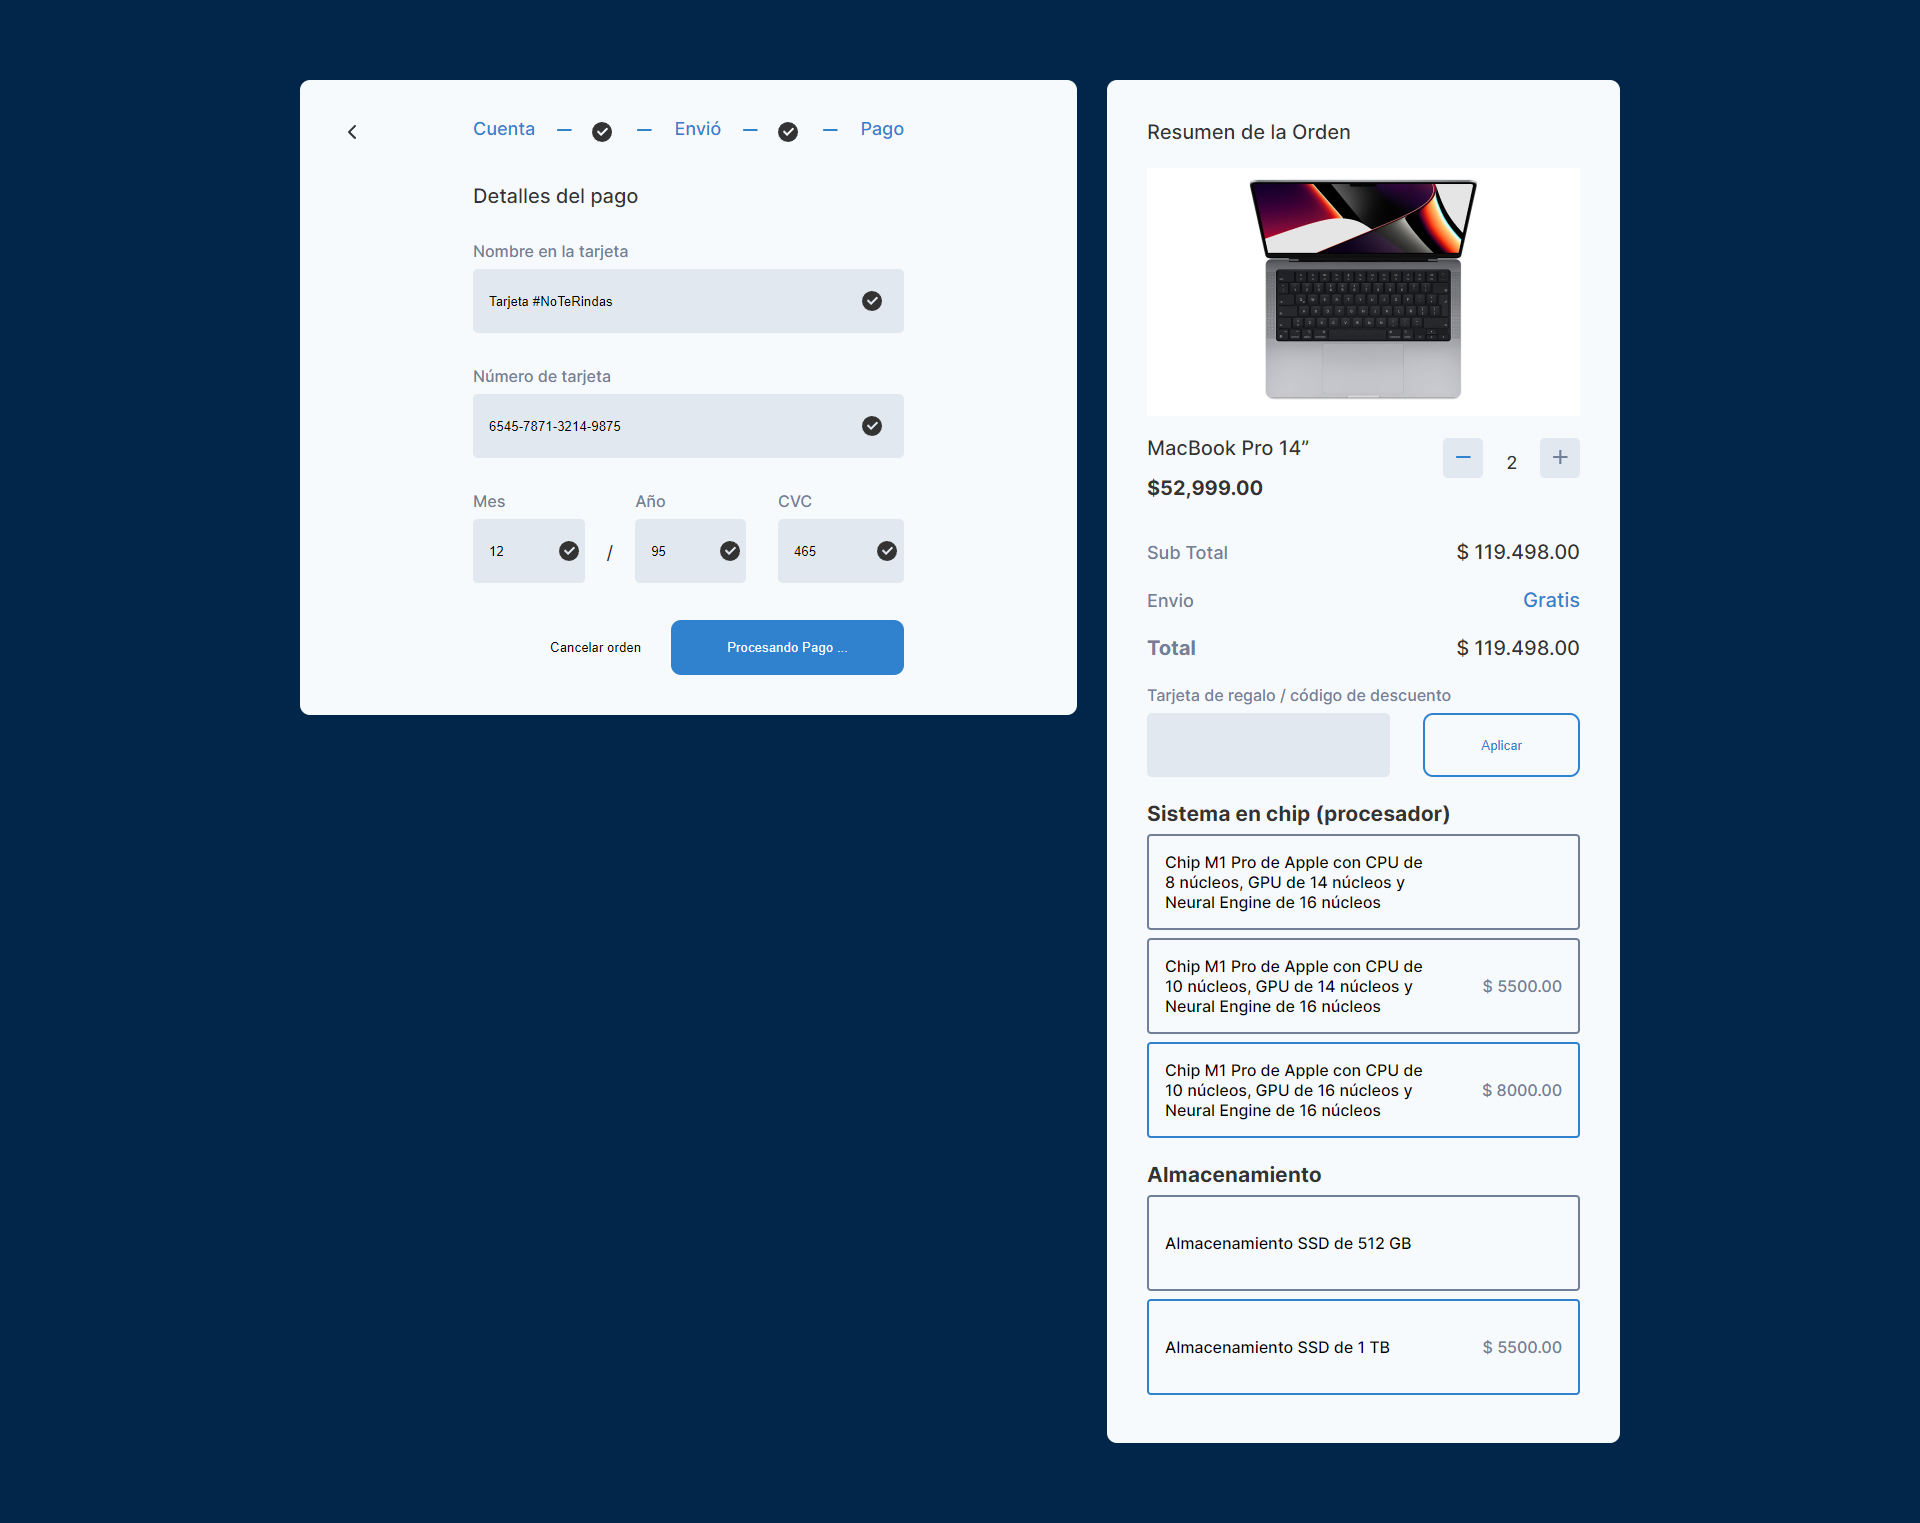 Cuenta — — Envió — — Pago
Detalles del pago
Nombre en la tarjeta
Tarjeta #NoTeRindas
Número de tarjeta
6545-7871-3214-9875
Mes Año CVC
12 / 95 465
Cancelar orden Procesando Pago ...
Resumen de la Orden
MacBook Pro 14”
− 2 +
$52,999.00
Sub Total $ 119.498.00
Envio Gratis
Total $ 119.498.00
Tarjeta de regalo / código de descuento
Aplicar
Sistema en chip (procesador)
Chip M1 Pro de Apple con CPU de
8 núcleos, GPU de 14 núcleos y
Neural Engine de 16 núcleos
Chip M1 Pro de Apple con CPU de
10 núcleos, GPU de 14 núcleos y
Neural Engine de 16 núcleos
$ 5500.00
Chip M1 Pro de Apple con CPU de
10 núcleos, GPU de 16 núcleos y
Neural Engine de 16 núcleos
$ 8000.00
Almacenamiento
Almacenamiento SSD de 512 GB
Almacenamiento SSD de 1 TB $ 5500.00